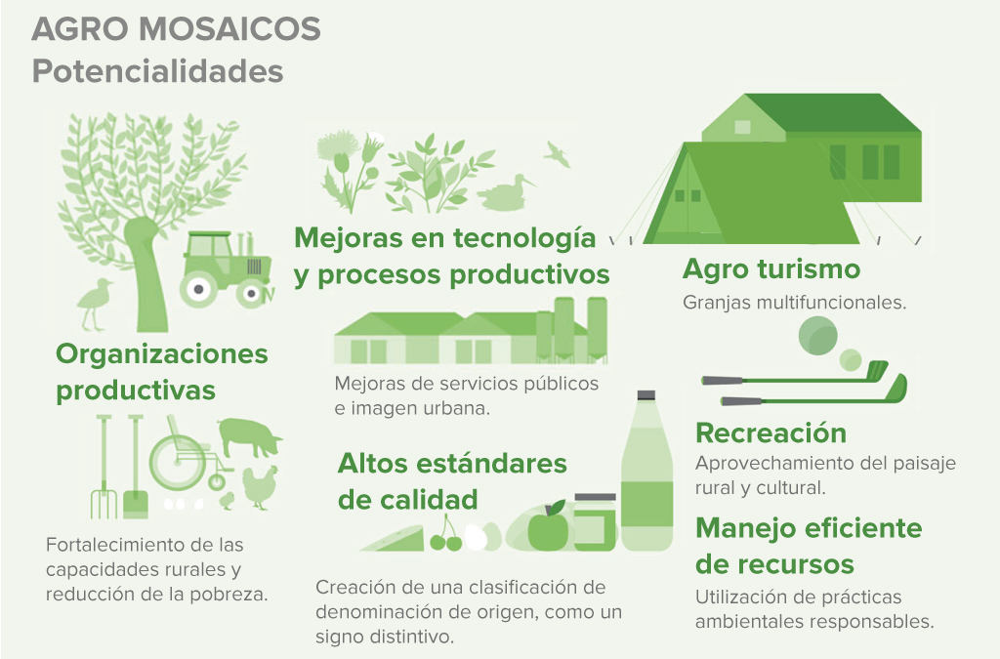 AGRO MOSAICOS
Potencialidades
Organizaciones
productivas
Fortalecimiento de las
capacidades rurales y
reducción de la pobreza.
Mejoras en tecnología
y procesos productivos
Mejoras de servicios públicos
e imagen urbana.
Altos estándares
de calidad
Creación de una clasificación de
denominación de origen, como un
signo distintivo.
Agro turismo
Granjas multifuncionales.
Recreación
Aprovechamiento del paisaje
rural y cultural.
Manejo eficiente
de recursos
Utilización de prácticas
ambientales responsables.